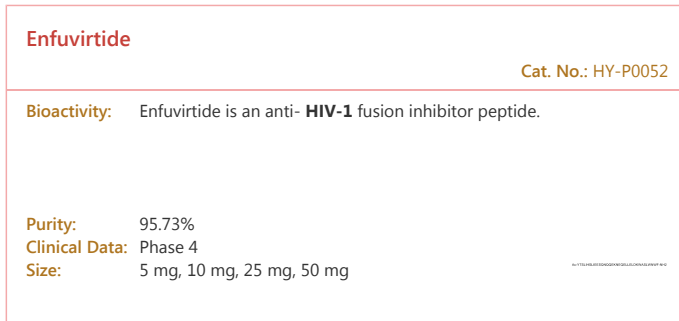 Enfuvirtide
Cat. No.: HY-P0052
Bioactivity: Enfuvirtide is an anti- HIV-1 fusion inhibitor peptide.
Purity: 95.73%
Clinical Data: Phase 4
Size: 5 mg, 10 mg, 25 mg, 50 mg